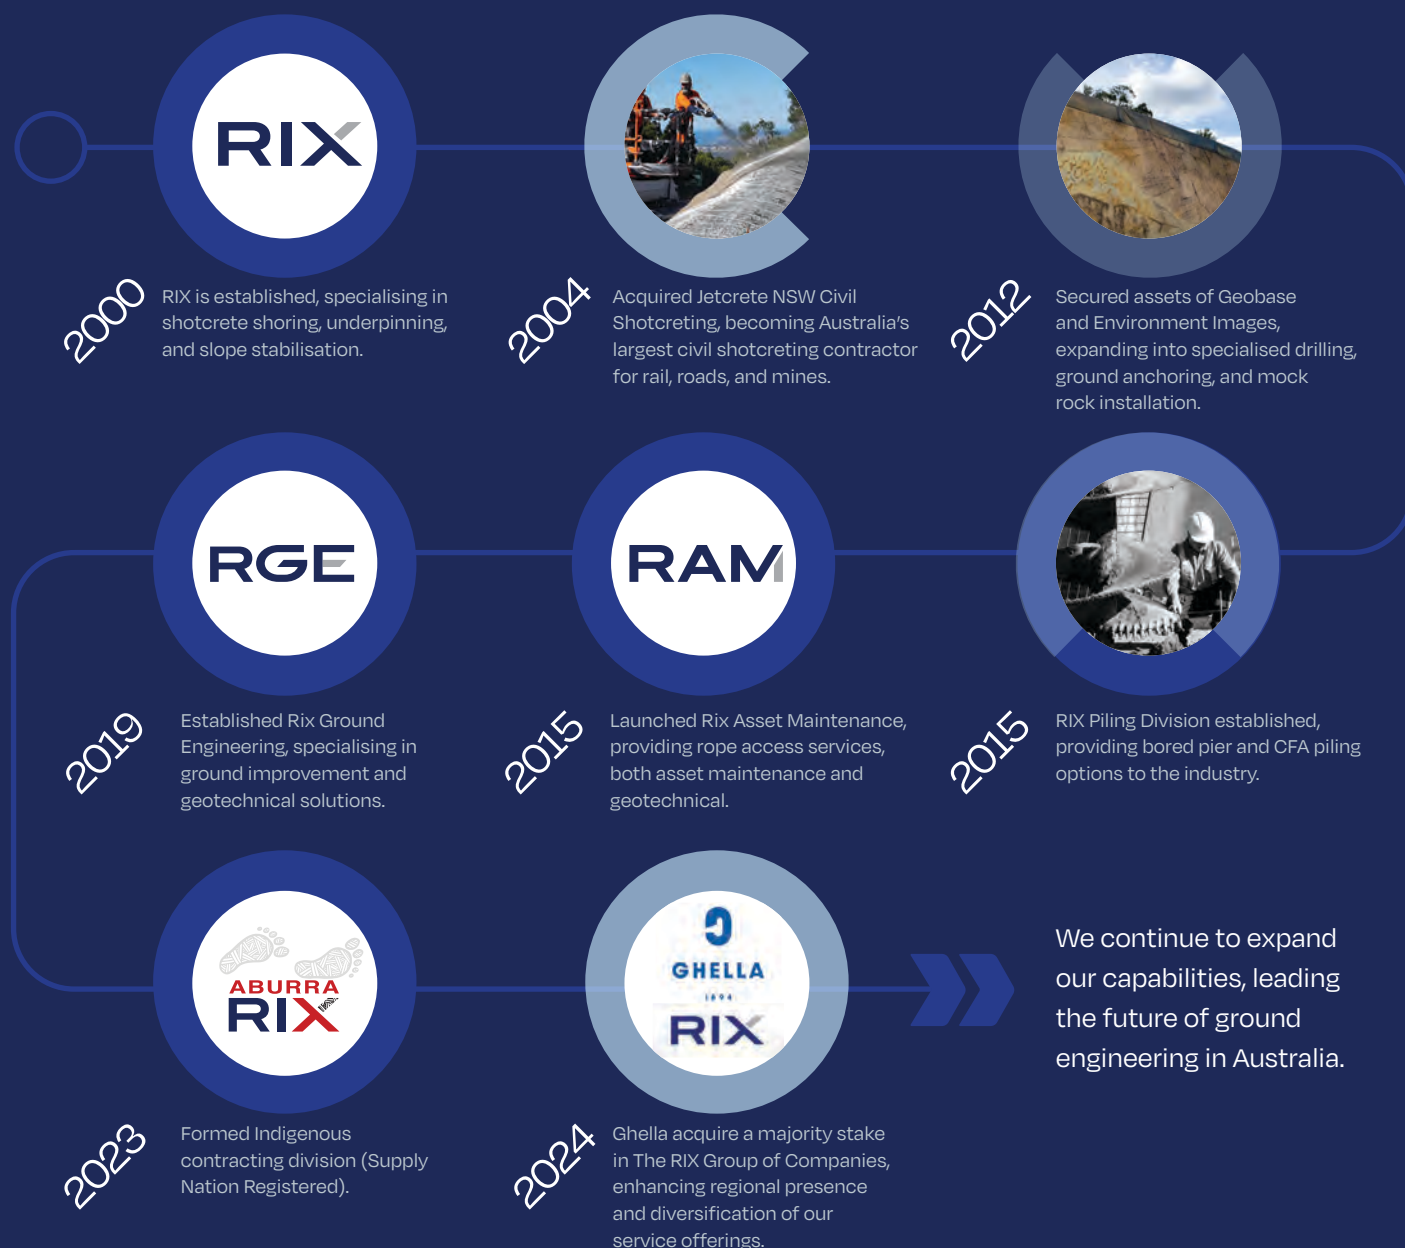 RIX
2000
RIX is established, specialising in
shotcrete shoring, underpinning,
and slope stabilisation.
2004
Acquired Jetcrete NSW Civil
Shotcreting, becoming Australia's
largest civil shotcreting contractor
for rail, roads, and mines.
2012
Secured assets of Geobase
and Environment Images,
expanding into specialised drilling,
ground anchoring, and mock
rock installation.
2015
RIX Piling Division established,
providing bored pier and CFA piling
options to the industry.
RAM
2015
Launched Rix Asset Maintenance,
providing rope access services,
both asset maintenance and
geotechnical.
RGE
2019
Established Rix Ground
Engineering, specialising in
ground improvement and
geotechnical solutions.
ABURRA
RIX
2023
Formed Indigenous
contracting division (Supply
Nation Registered).
GHELLA
1894
RIX
2024
Ghella acquire a majority stake
in The RIX Group of Companies,
enhancing regional presence
and diversification of our
service offerings.
We continue to expand
our capabilities, leading
the future of ground
engineering in Australia.